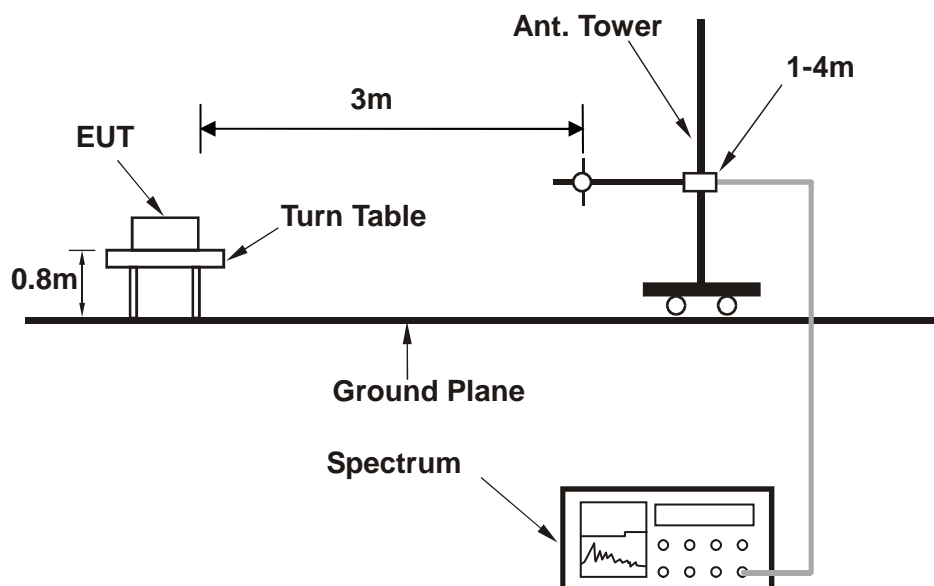 Ant. Tower
1-4m
3m
EUT
Turn Table
0.8m
Ground Plane
Spectrum